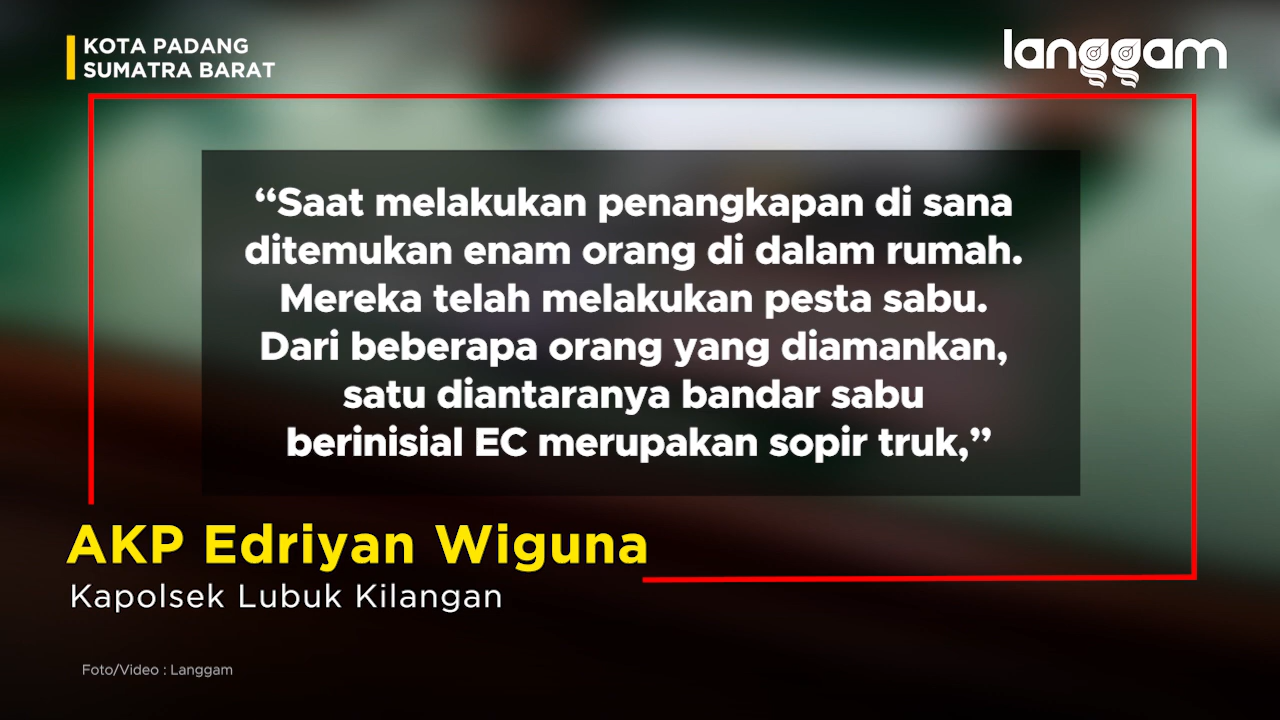 KOTA PADANG
SUMATRA BARAT
langgam
“Saat melakukan penangkapan di sana
ditemukan enam orang di dalam rumah.
Mereka telah melakukan pesta sabu.
Dari beberapa orang yang diamankan,
satu diantaranya bandar sabu
berinisial EC merupakan sopir truk,”
AKP Edriyan Wiguna
Kapolsek Lubuk Kilangan
Foto/Video : Langgam